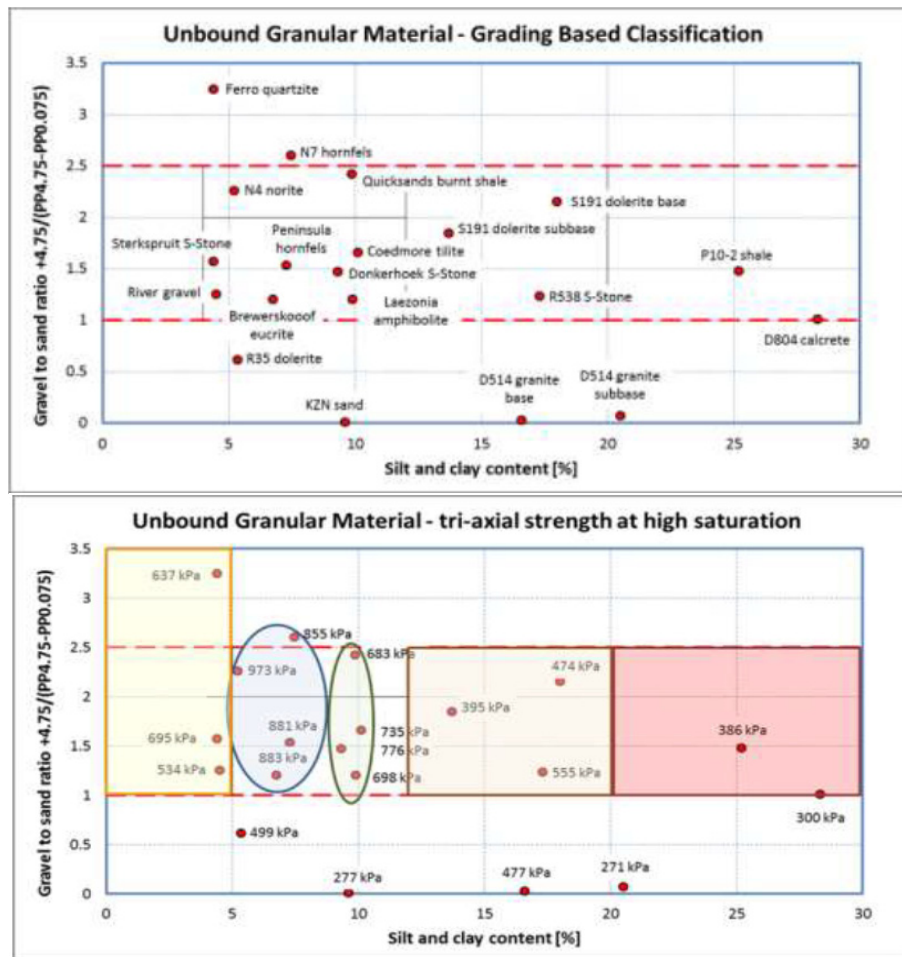 Unbound Granular Material - Grading Based Classification
Gravel to sand ratio +4.75/(PP4.75-PP0.075)
3.5
3
2.5
2
1.5
1
0.5
0
Ferro quartzite
N7 hornfels
Quicksands burnt shale
N4 norite
S191 dolerite base
Peninsula
hornfels
S191 dolerite subbase
Sterkspruit S-Stone
Coedmore tilite
P10-2 shale
Donkerhoek S-Stone
River gravel
R538 S-Stone
Brewerskooof
eucrite
Laezonia
amphibolite
D804 calcrete
R35 dolerite
D514 granite
base
D514 granite
subbase
KZN sand
0 5 10 15 20 25 30
Silt and clay content [%]
Unbound Granular Material - tri-axial strength at high saturation
Gravel to sand ratio +4.75/(PP4.75-PP0.075)
3.5
3
2.5
2
1.5
1
0.5
0
637 kPa
855 kPa
683 kPa
973 kPa
474 kPa
395 kPa
881 kPa
735 kPa
386 kPa
695 kPa
776 kPa
883 kPa
534 kPa
698 kPa
555 kPa
300 kPa
499 kPa
277 kPa
477 kPa
271 kPa
0 5 10 15 20 25 30
Silt and clay content [%]